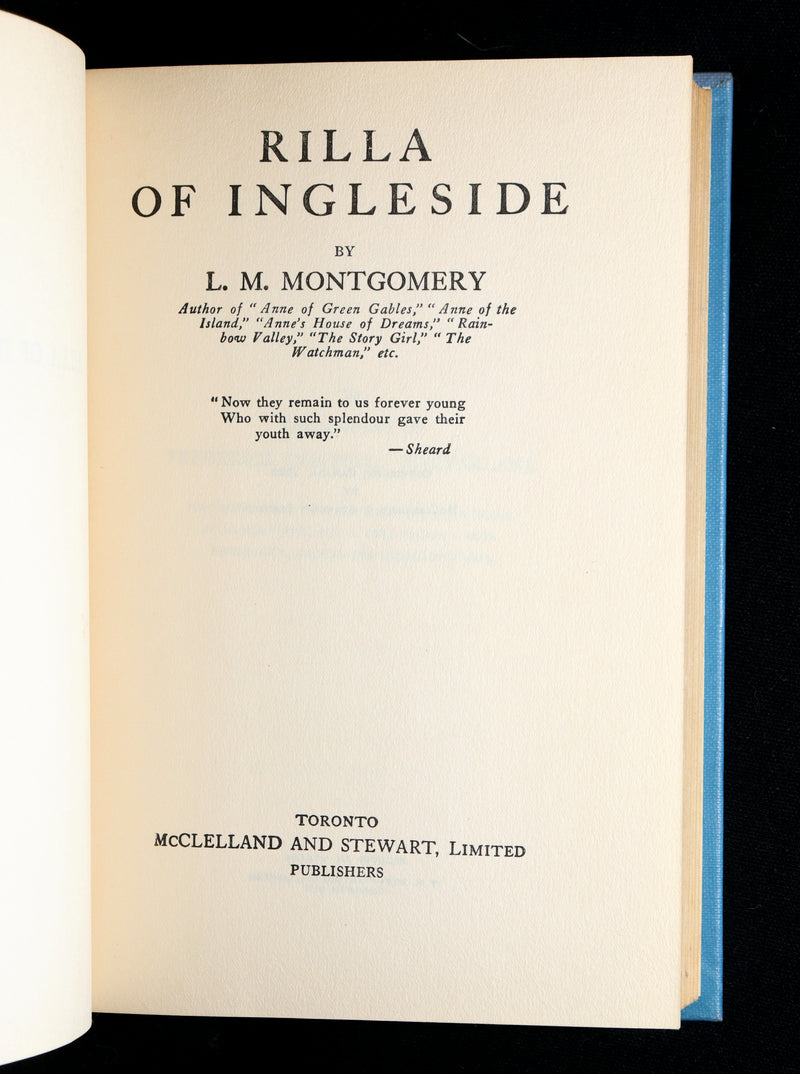 RILLA
OF INGLESIDE
BY
L. M. MONTGOMERY
Author of "Anne of Green Gables," "Anne of the
Island," "Anne's House of Dreams," "Rain-
bow Valley," "The Story Girl," "The
Watchman," etc.
"Now they remain to us forever young
Who with such splendour gave their
youth away."
—Sheard
TORONTO
McCLELLAND AND STEWART, LIMITED
PUBLISHERS